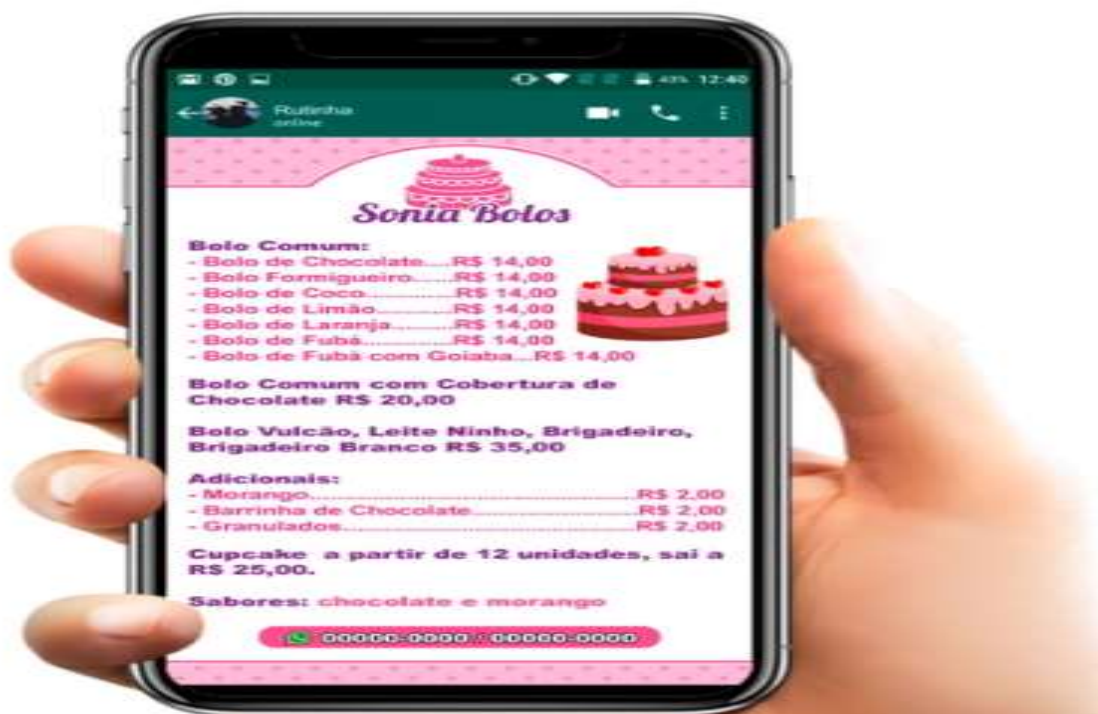 43% 12:40
Rutinha
online
Sonia Bolos
Bolo Comum:
- Bolo de Chocolate....R$ 14,00
- Bolo Formigueiro......R$ 14,00
- Bolo de Coco............R$ 14,00
- Bolo de Limão...........R$ 14,00
- Bolo de Laranja.........R$ 14,00
- Bolo de Fubá.............R$ 14,00
- Bolo de Fubá com Goiaba...R$ 14,00
Bolo Comum com Cobertura de
Chocolate R$ 20,00
Bolo Vulcão, Leite Ninho, Brigadeiro,
Brigadeiro Branco R$ 35,00
Adicionais:
- Morango..............................................R$ 2,00
- Barrinha de Chocolate........................R$ 2,00
- Granulados.........................................R$ 2,00
Cupcake a partir de 12 unidades, sai a
R$ 25,00.
Sabores: chocolate e morango
00000-0000 / 00000-0000